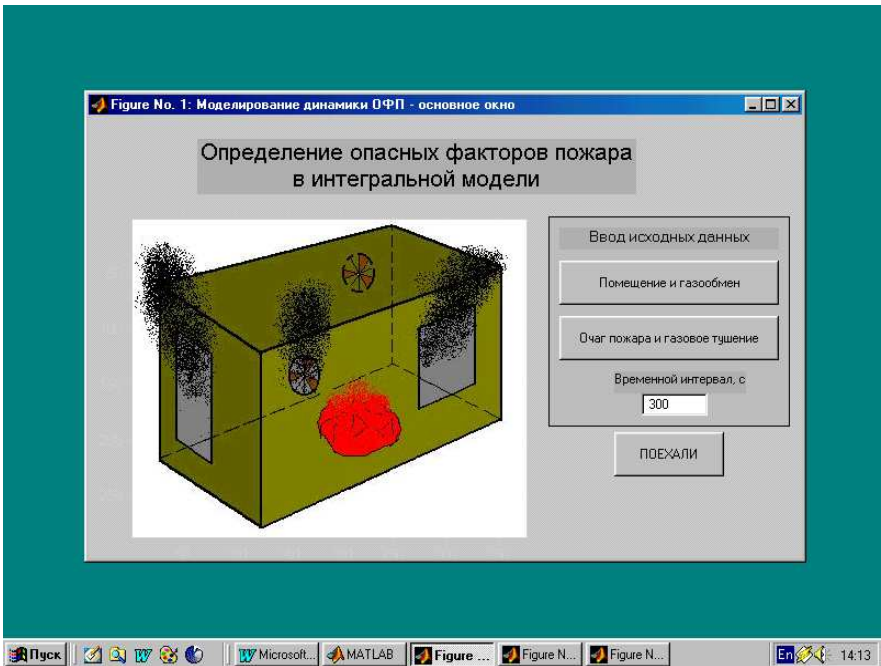 Figure No. 1: Моделирование динамики ОФП - основное окно
Определение опасных факторов пожара
в интегральной модели
Ввод исходных данных
Помещение и газообмен
Очаг пожара и газовое тушение
Временной интервал, с
300
ПОЕХАЛИ
Пуск
Microsoft...
MATLAB
Figure ...
Figure N...
Figure N...
En
14:13